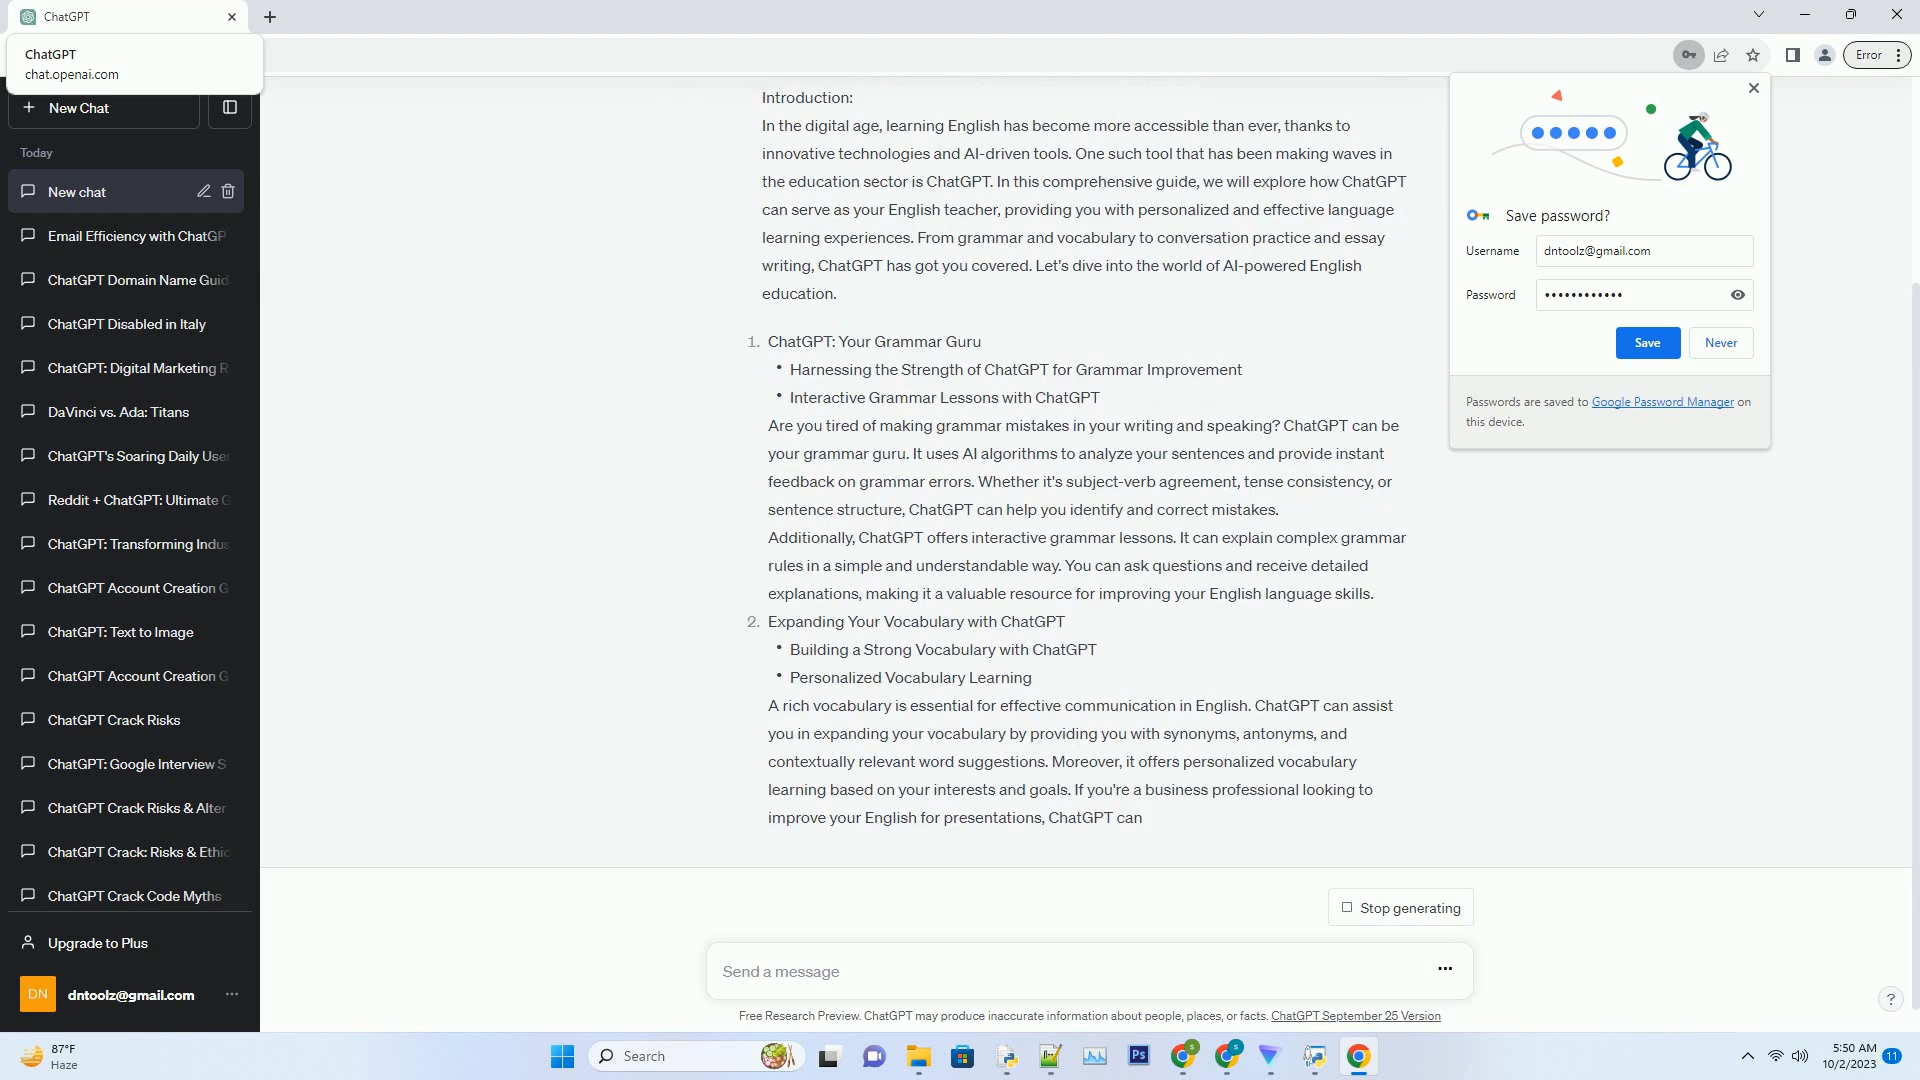 ChatGPT
ChatGPT
chat.openai.com
Error
New Chat
Today
New chat
Email Efficiency with ChatGP
ChatGPT Domain Name Guid
ChatGPT Disabled in Italy
ChatGPT: Digital Marketing R
DaVinci vs. Ada: Titans
ChatGPT's Soaring Daily User
Reddit + ChatGPT: Ultimate G
ChatGPT: Transforming Indus
ChatGPT Account Creation G
ChatGPT: Text to Image
ChatGPT Account Creation G
ChatGPT Crack Risks
ChatGPT: Google Interview S
ChatGPT Crack Risks & Alter
ChatGPT Crack: Risks & Ethic
ChatGPT Crack Code Myths
Upgrade to Plus
DN
dntoolz@gmail.com
Introduction:
In the digital age, learning English has become more accessible than ever, thanks to
innovative technologies and AI-driven tools. One such tool that has been making waves in
the education sector is ChatGPT. In this comprehensive guide, we will explore how ChatGPT
can serve as your English teacher, providing you with personalized and effective language
learning experiences. From grammar and vocabulary to conversation practice and essay
writing, ChatGPT has got you covered. Let's dive into the world of AI-powered English
education.
1. ChatGPT: Your Grammar Guru
• Harnessing the Strength of ChatGPT for Grammar Improvement
• Interactive Grammar Lessons with ChatGPT
Are you tired of making grammar mistakes in your writing and speaking? ChatGPT can be
your grammar guru. It uses AI algorithms to analyze your sentences and provide instant
feedback on grammar errors. Whether it's subject-verb agreement, tense consistency, or
sentence structure, ChatGPT can help you identify and correct mistakes.
Additionally, ChatGPT offers interactive grammar lessons. It can explain complex grammar
rules in a simple and understandable way. You can ask questions and receive detailed
explanations, making it a valuable resource for improving your English language skills.
2. Expanding Your Vocabulary with ChatGPT
• Building a Strong Vocabulary with ChatGPT
• Personalized Vocabulary Learning
A rich vocabulary is essential for effective communication in English. ChatGPT can assist
you in expanding your vocabulary by providing you with synonyms, antonyms, and
contextually relevant word suggestions. Moreover, it offers personalized vocabulary
learning based on your interests and goals. If you're a business professional looking to
improve your English for presentations, ChatGPT can
Stop generating
Send a message
Free Research Preview. ChatGPT may produce inaccurate information about people, places, or facts. ChatGPT September 25 Version
?
Save password?
Username dntoolz@gmail.com
Password ••••••••••••
Save Never
Passwords are saved to Google Password Manager on
this device.
87°F
Haze
Search
Ps
S
S
5:50 AM
10/2/2023
11